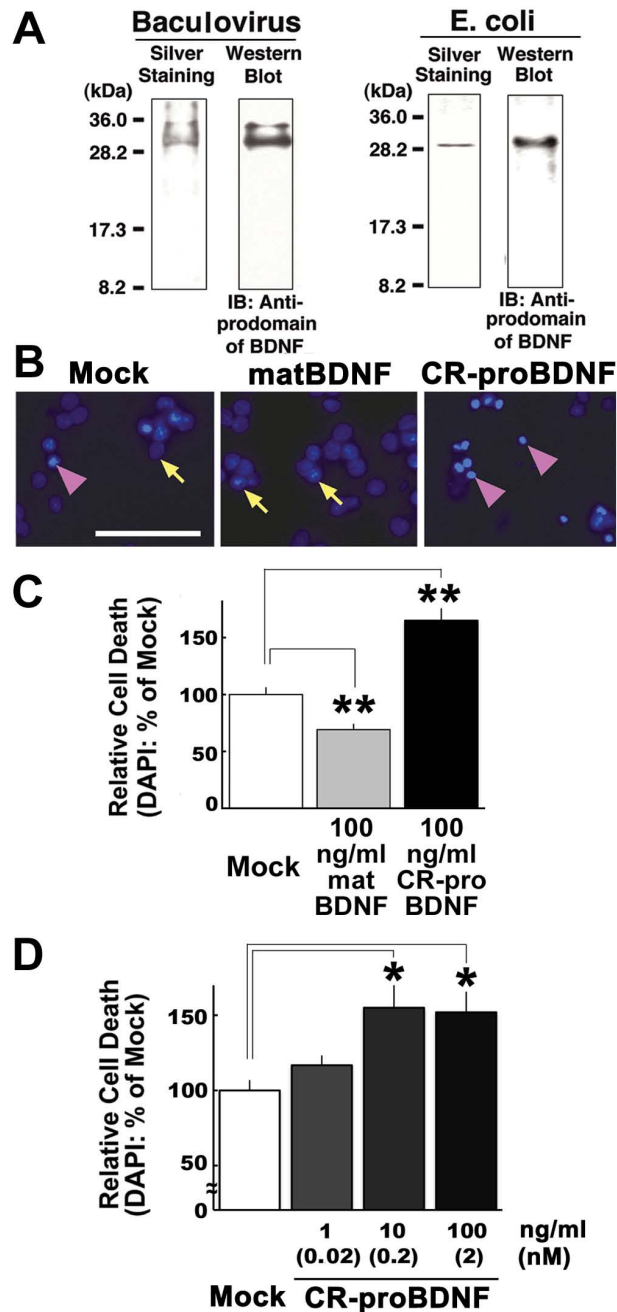 A
Baculovirus
E. coli
Silver Staining
Western Blot
Silver Staining
Western Blot
(kDa)
36.0
28.2
17.3
8.2
IB: Anti-
prodomain
of BDNF
(kDa)
36.0
28.2
17.3
8.2
IB: Anti-
prodomain
of BDNF
B
Mock
matBDNF
CR-proBDNF
C
Relative Cell Death
(DAPI: % of Mock)
150
100
50
0
**
**
Mock
100
ng/ml
mat
BDNF
100
ng/ml
CR-pro
BDNF
D
Relative Cell Death
(DAPI: % of Mock)
150
100
50
0
*
*
1 10 100 ng/ml
(0.02) (0.2) (2) (nM)
Mock CR-proBDNF